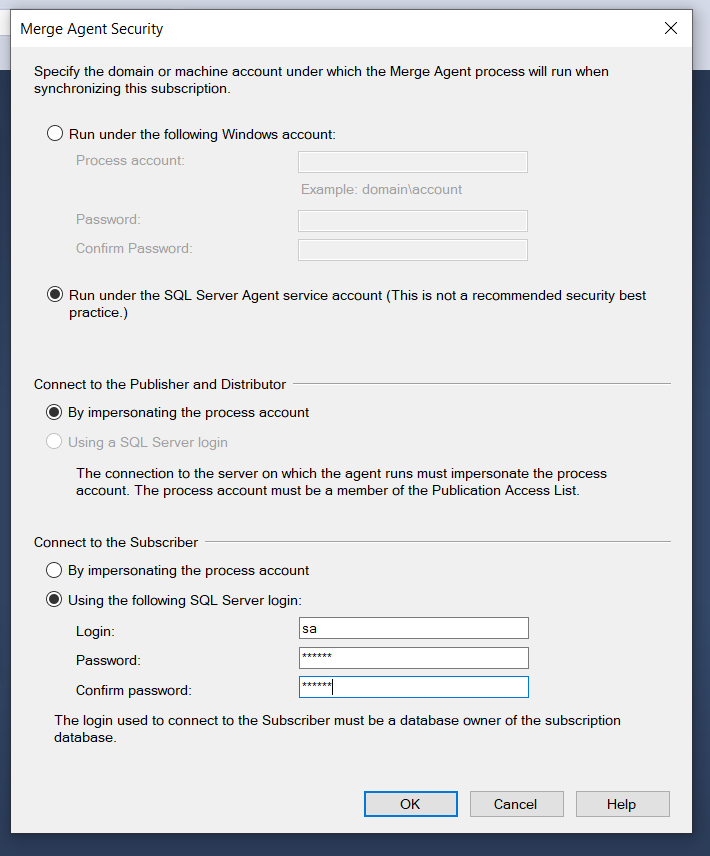 Merge Agent Security
Specify the domain or machine account under which the Merge Agent process will run when
synchronizing this subscription.
Run under the following Windows account:
Process account:
Example: domain\account
Password:
Confirm Password:
Run under the SQL Server Agent service account (This is not a recommended security best
practice.)
Connect to the Publisher and Distributor
By impersonating the process account
Using a SQL Server login
The connection to the server on which the agent runs must impersonate the process
account. The process account must be a member of the Publication Access List.
Connect to the Subscriber
By impersonating the process account
Using the following SQL Server login:
Login: sa
Password: ******
Confirm password: ******
The login used to connect to the Subscriber must be a database owner of the subscription
database.
OK Cancel Help